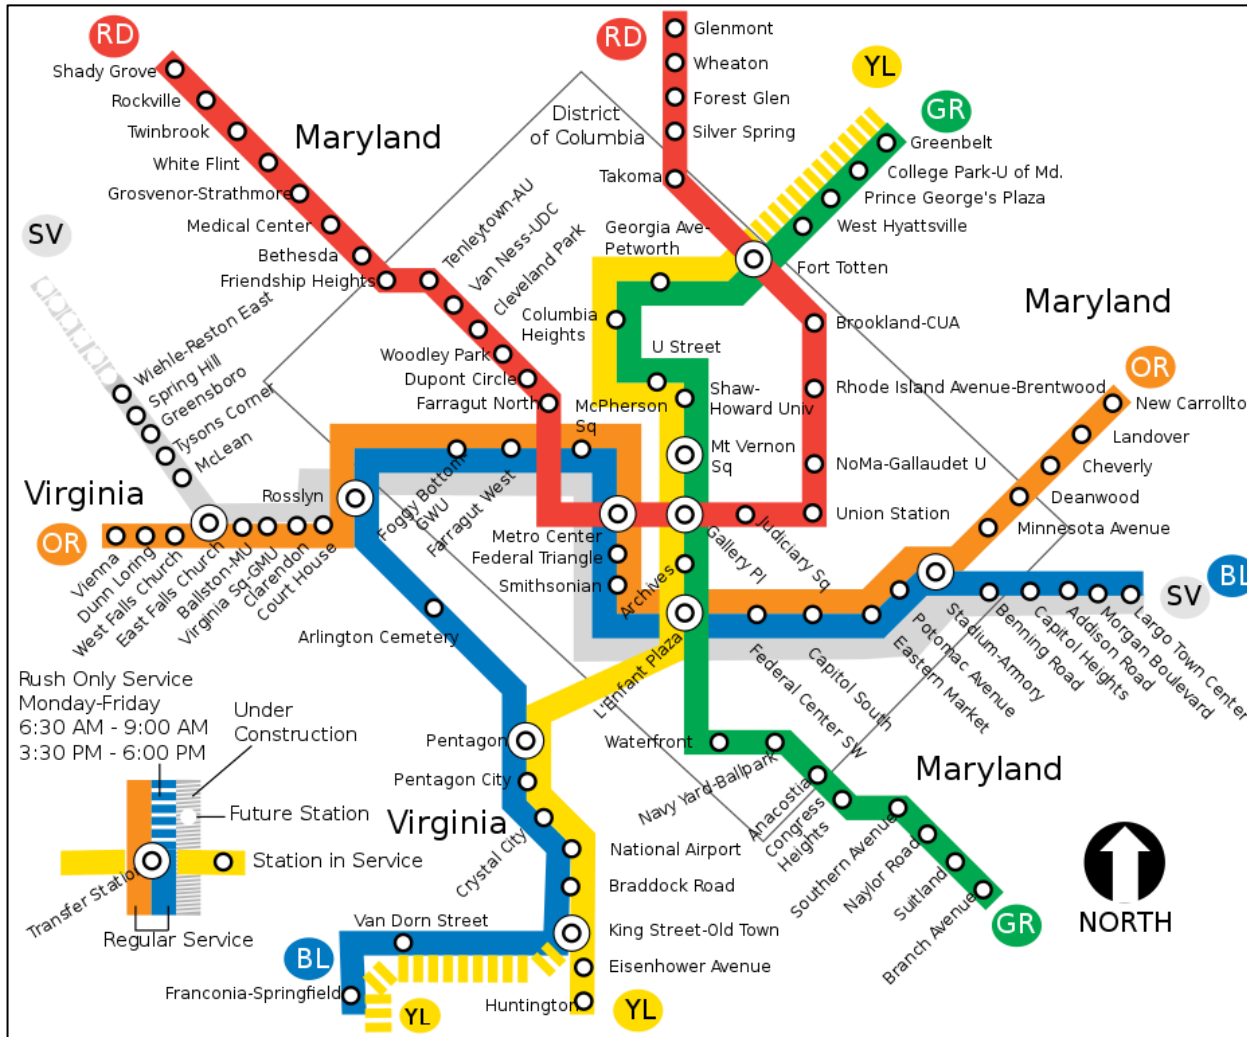 RD
Shady Grove
Rockville
Twinbrook
White Flint
Grosvenor-Strathmore
Medical Center
Bethesda
Friendship Heights
Tenleytown-AU
Van Ness-UDC
Cleveland Park
Woodley Park
Dupont Circle
Farragut North
Maryland
District
of Columbia
RD
Glenmont
Wheaton
Forest Glen
Silver Spring
Takoma
YL
GR
Greenbelt
College Park-U of Md.
Prince George's Plaza
West Hyattsville
Fort Totten
Georgia Ave-
Petworth
Columbia
Heights
U Street
Shaw-
Howard Univ
Mt Vernon
Sq
McPherson
Sq
Maryland
Brookland-CUA
Rhode Island Avenue-Brentwood
NoMa-Gallaudet U
Union Station
Judiciary Sq
Gallery Pl
OR
New Carrollto
Landover
Cheverly
Deanwood
Minnesota Avenue
SV
Wiehle-Reston East
Spring Hill
Greensboro
Tysons Corner
McLean
Virginia
OR
Vienna
Dunn Loring
West Falls Church
East Falls Church
Ballston-MU
Virginia Sq-GMU
Clarendon
Court House
Rosslyn
Foggy Bottom
GWU
Farragut West
Metro Center
Federal Triangle
Smithsonian
Archives
L'Enfant Plaza
Federal Center SW
Capitol South
Eastern Market
Potomac Avenue
Stadium-Armory
Benning Road
Capitol Heights
Addison Road
Morgan Boulevard
Largo Town Center
SV
BL
Arlington Cemetery
Pentagon
Pentagon City
Crystal City
Virginia
National Airport
Braddock Road
King Street-Old Town
Eisenhower Avenue
Huntington
YL
Van Dorn Street
BL
Franconia-Springfield
YL
Waterfront
Navy Yard-Ballpark
Anacostia
Congress
Heights
Southern Avenue
Naylor Road
Suitland
Branch Avenue
GR
Maryland
NORTH
Rush Only Service
Monday-Friday
6:30 AM - 9:00 AM
3:30 PM - 6:00 PM
Under
Construction
Future Station
Station in Service
Transfer Station
Regular Service